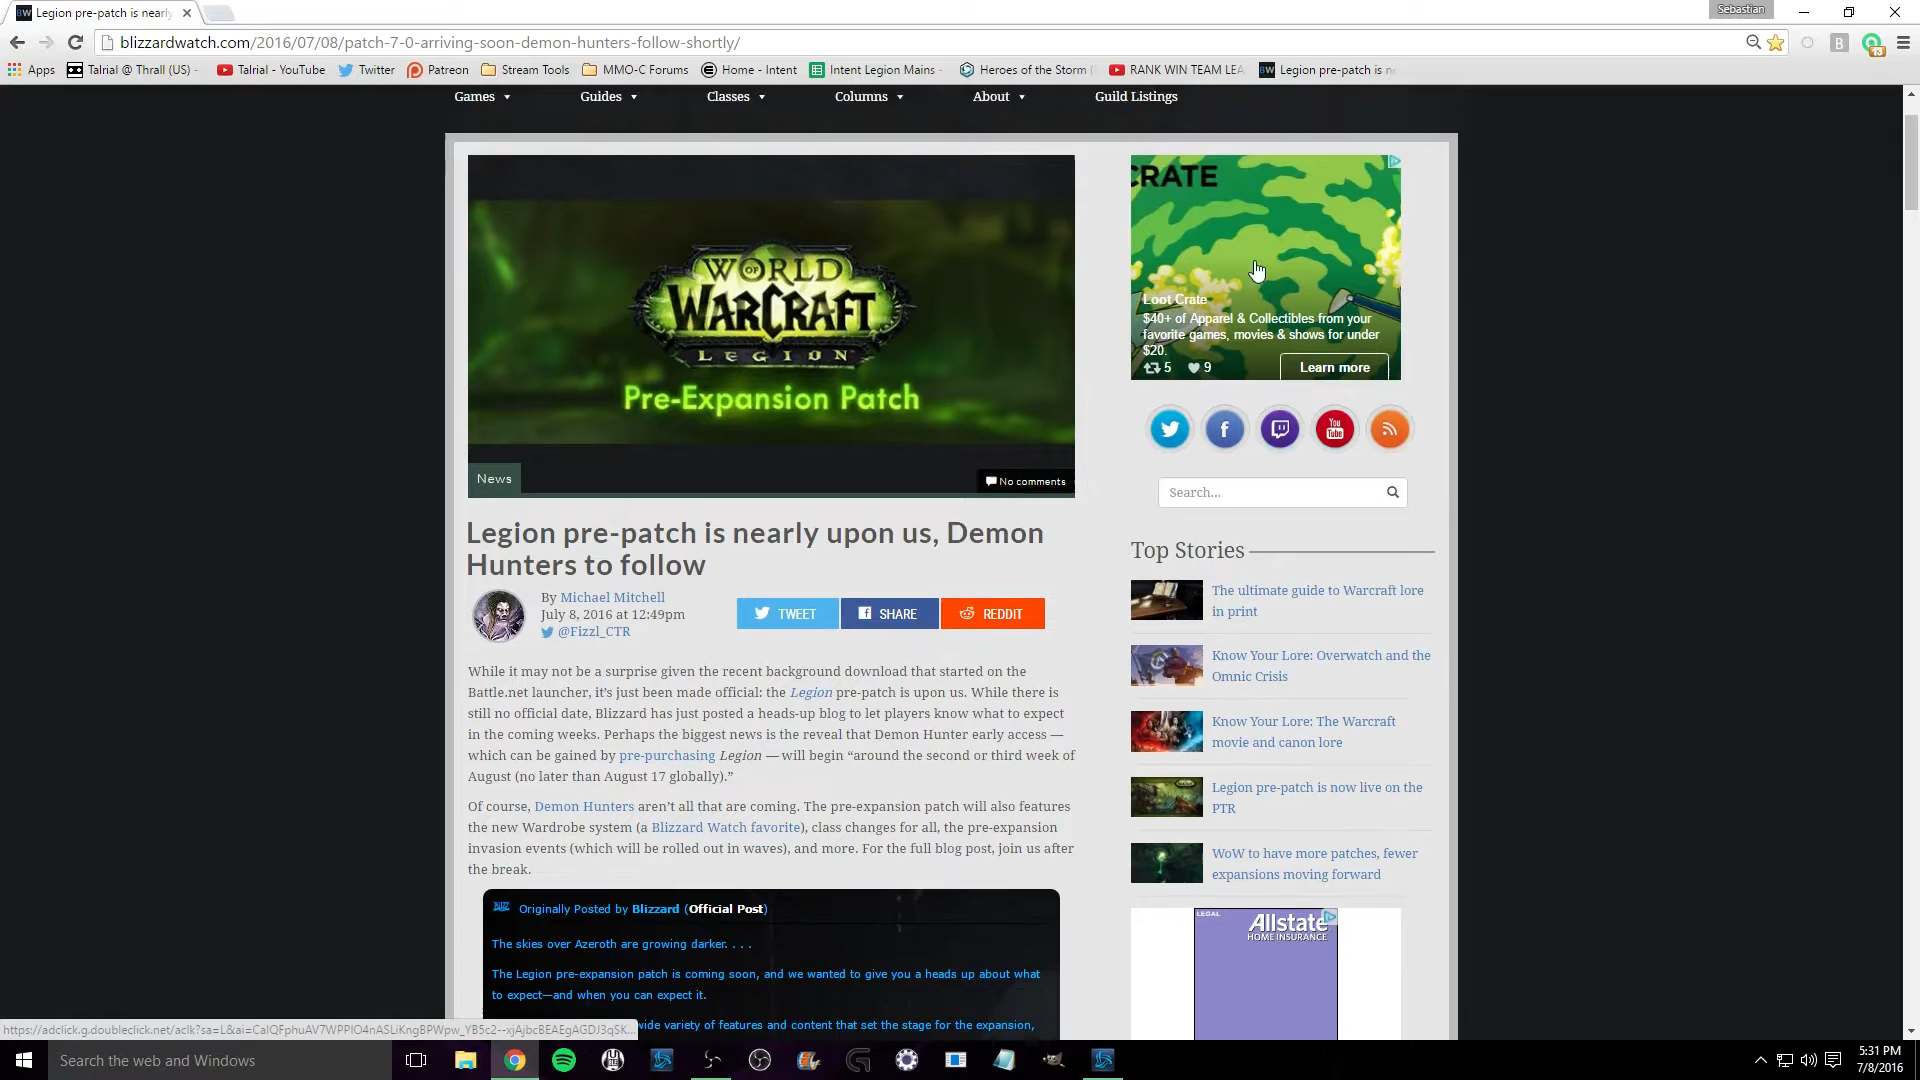 Legion pre-patch is nearl
Sebastian
blizzardwatch.com/2016/07/08/patch-7-0-arriving-soon-demon-hunters-follow-shortly/
Apps
Talrial @ Thrall (US) -
Talrial - YouTube
Twitter
Patreon
Stream Tools
MMO-C Forums
Home - Intent
Intent Legion Mains
Heroes of the Storm
RANK WIN TEAM LEA
Legion pre-patch is n
Games
Guides
Classes
Columns
About
Guild Listings
WORLD OF WARCRAFT
LEGION
Pre-Expansion Patch
News
No comments
Legion pre-patch is nearly upon us, Demon
Hunters to follow
By Michael Mitchell
July 8, 2016 at 12:49pm
@Fizzl_CTR
TWEET
SHARE
REDDIT
While it may not be a surprise given the recent background download that started on the
Battle.net launcher, it's just been made official: the Legion pre-patch is upon us. While there is
still no official date, Blizzard has just posted a heads-up blog to let players know what to expect
in the coming weeks. Perhaps the biggest news is the reveal that Demon Hunter early access —
which can be gained by pre-purchasing Legion — will begin “around the second or third week of
August (no later than August 17 globally).”
Of course, Demon Hunters aren't all that are coming. The pre-expansion patch will also features
the new Wardrobe system (a Blizzard Watch favorite), class changes for all, the pre-expansion
invasion events (which will be rolled out in waves), and more. For the full blog post, join us after
the break.
Originally Posted by Blizzard (Official Post)
The skies over Azeroth are growing darker. . . .
The Legion pre-expansion patch is coming soon, and we wanted to give you a heads up about what
to expect—and when you can expect it.
wide variety of features and content that set the stage for the expansion,
CRATE
Loot Crate
$40+ of Apparel & Collectibles from your
favorite games, movies & shows for under
$20.
5
9
Learn more
You
Tube
Search...
Top Stories
The ultimate guide to Warcraft lore
in print
Know Your Lore: Overwatch and the
Omnic Crisis
Know Your Lore: The Warcraft
movie and canon lore
Legion pre-patch is now live on the
PTR
WoW to have more patches, fewer
expansions moving forward
LEGAL
Allstate
HOME INSURANCE
Search the web and Windows
5:31 PM
7/8/2016